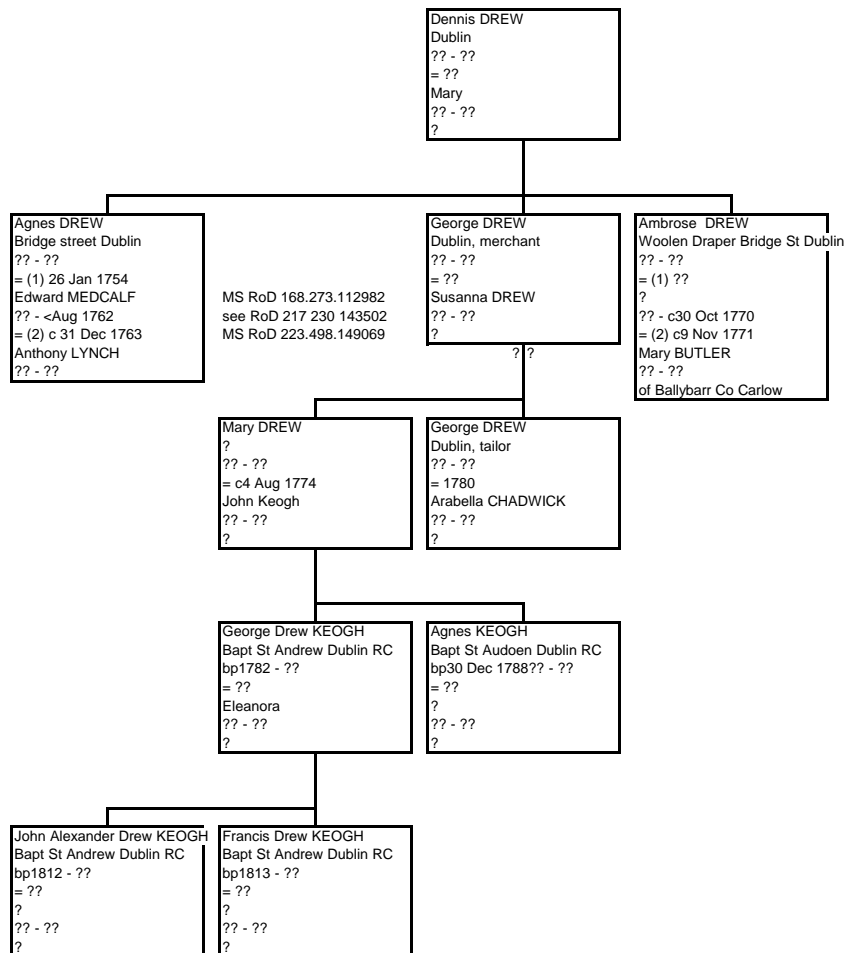 Dennis DREW
Dublin
?? - ??
= ??
Mary
?? - ??
?
Agnes DREW
Bridge street Dublin
?? - ??
= (1) 26 Jan 1754
Edward MEDCALF
?? - <Aug 1762
= (2) c 31 Dec 1763
Anthony LYNCH
?? - ??
MS RoD 168.273.112982
see RoD 217 230 143502
MS RoD 223.498.149069
George DREW
Dublin, merchant
?? - ??
= ??
Susanna DREW
?? - ??
?
? ?
Ambrose DREW
Woolen Draper Bridge St Dublin
?? - ??
= (1) ??
?
?? - c30 Oct 1770
= (2) c9 Nov 1771
Mary BUTLER
?? - ??
of Ballybarr Co Carlow
Mary DREW
?
?? - ??
= c4 Aug 1774
John Keogh
?? - ??
?
George DREW
Dublin, tailor
?? - ??
= 1780
Arabella CHADWICK
?? - ??
?
George Drew KEOGH
Bapt St Andrew Dublin RC
bp1782 - ??
= ??
Eleanora
?? - ??
?
Agnes KEOGH
Bapt St Audoen Dublin RC
bp30 Dec 1788?? - ??
= ??
?
?? - ??
?
John Alexander Drew KEOGH
Bapt St Andrew Dublin RC
bp1812 - ??
= ??
?
?? - ??
?
Francis Drew KEOGH
Bapt St Andrew Dublin RC
bp1813 - ??
= ??
?
?? - ??
?